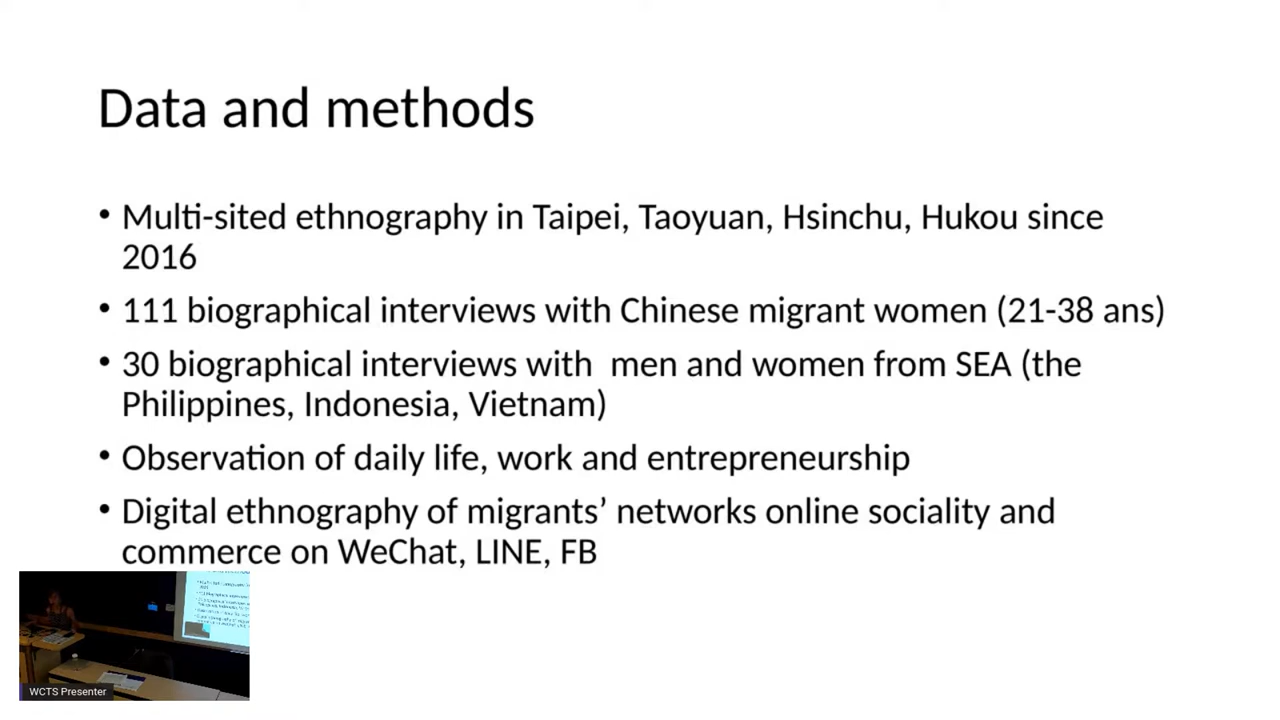 Data and methods
• Multi-sited ethnography in Taipei, Taoyuan, Hsinchu, Hukou since
2016
• 111 biographical interviews with Chinese migrant women (21-38 ans)
• 30 biographical interviews with  men and women from SEA (the
Philippines, Indonesia, Vietnam)
• Observation of daily life, work and entrepreneurship
• Digital ethnography of migrants’ networks online sociality and
commerce on WeChat, LINE, FB
WCTS Presenter